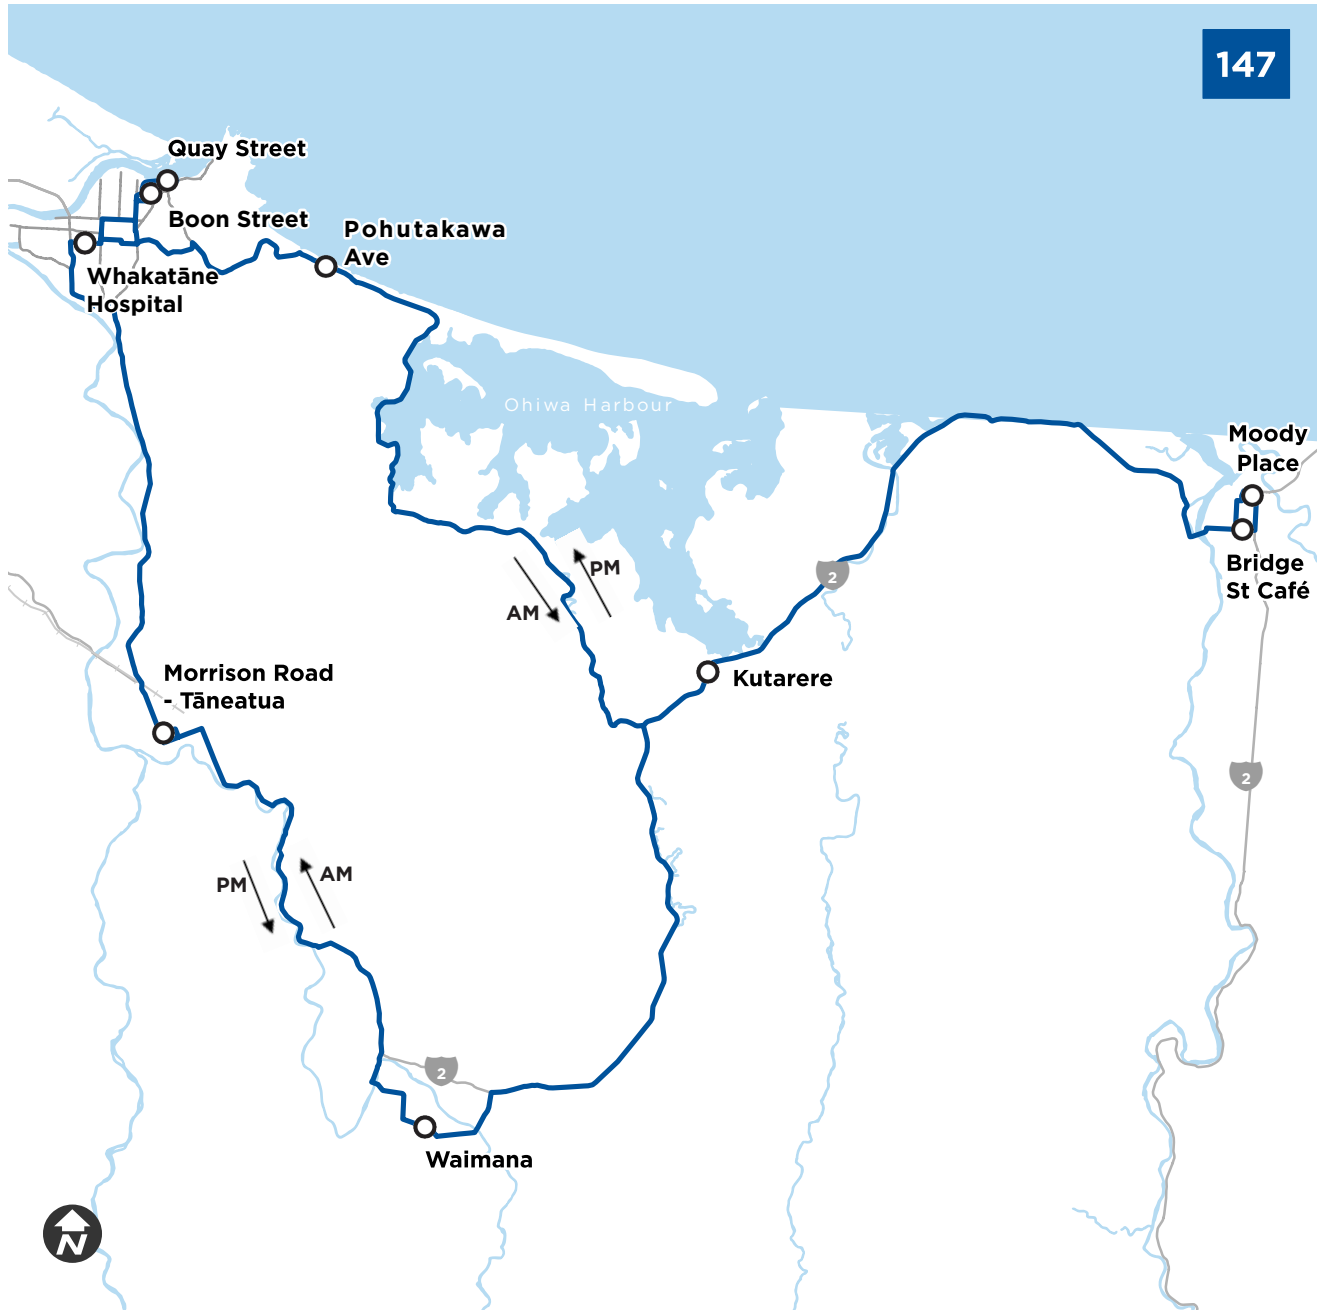 147
Quay Street
Boon Street
Pohutakawa
Ave
Whakatāne
Hospital
Ohiwa Harbour
Moody
Place
Bridge
St Café
PM
AM
2
Kutarere
Morrison Road
- Tāneatua
2
PM
AM
2
Waimana
N